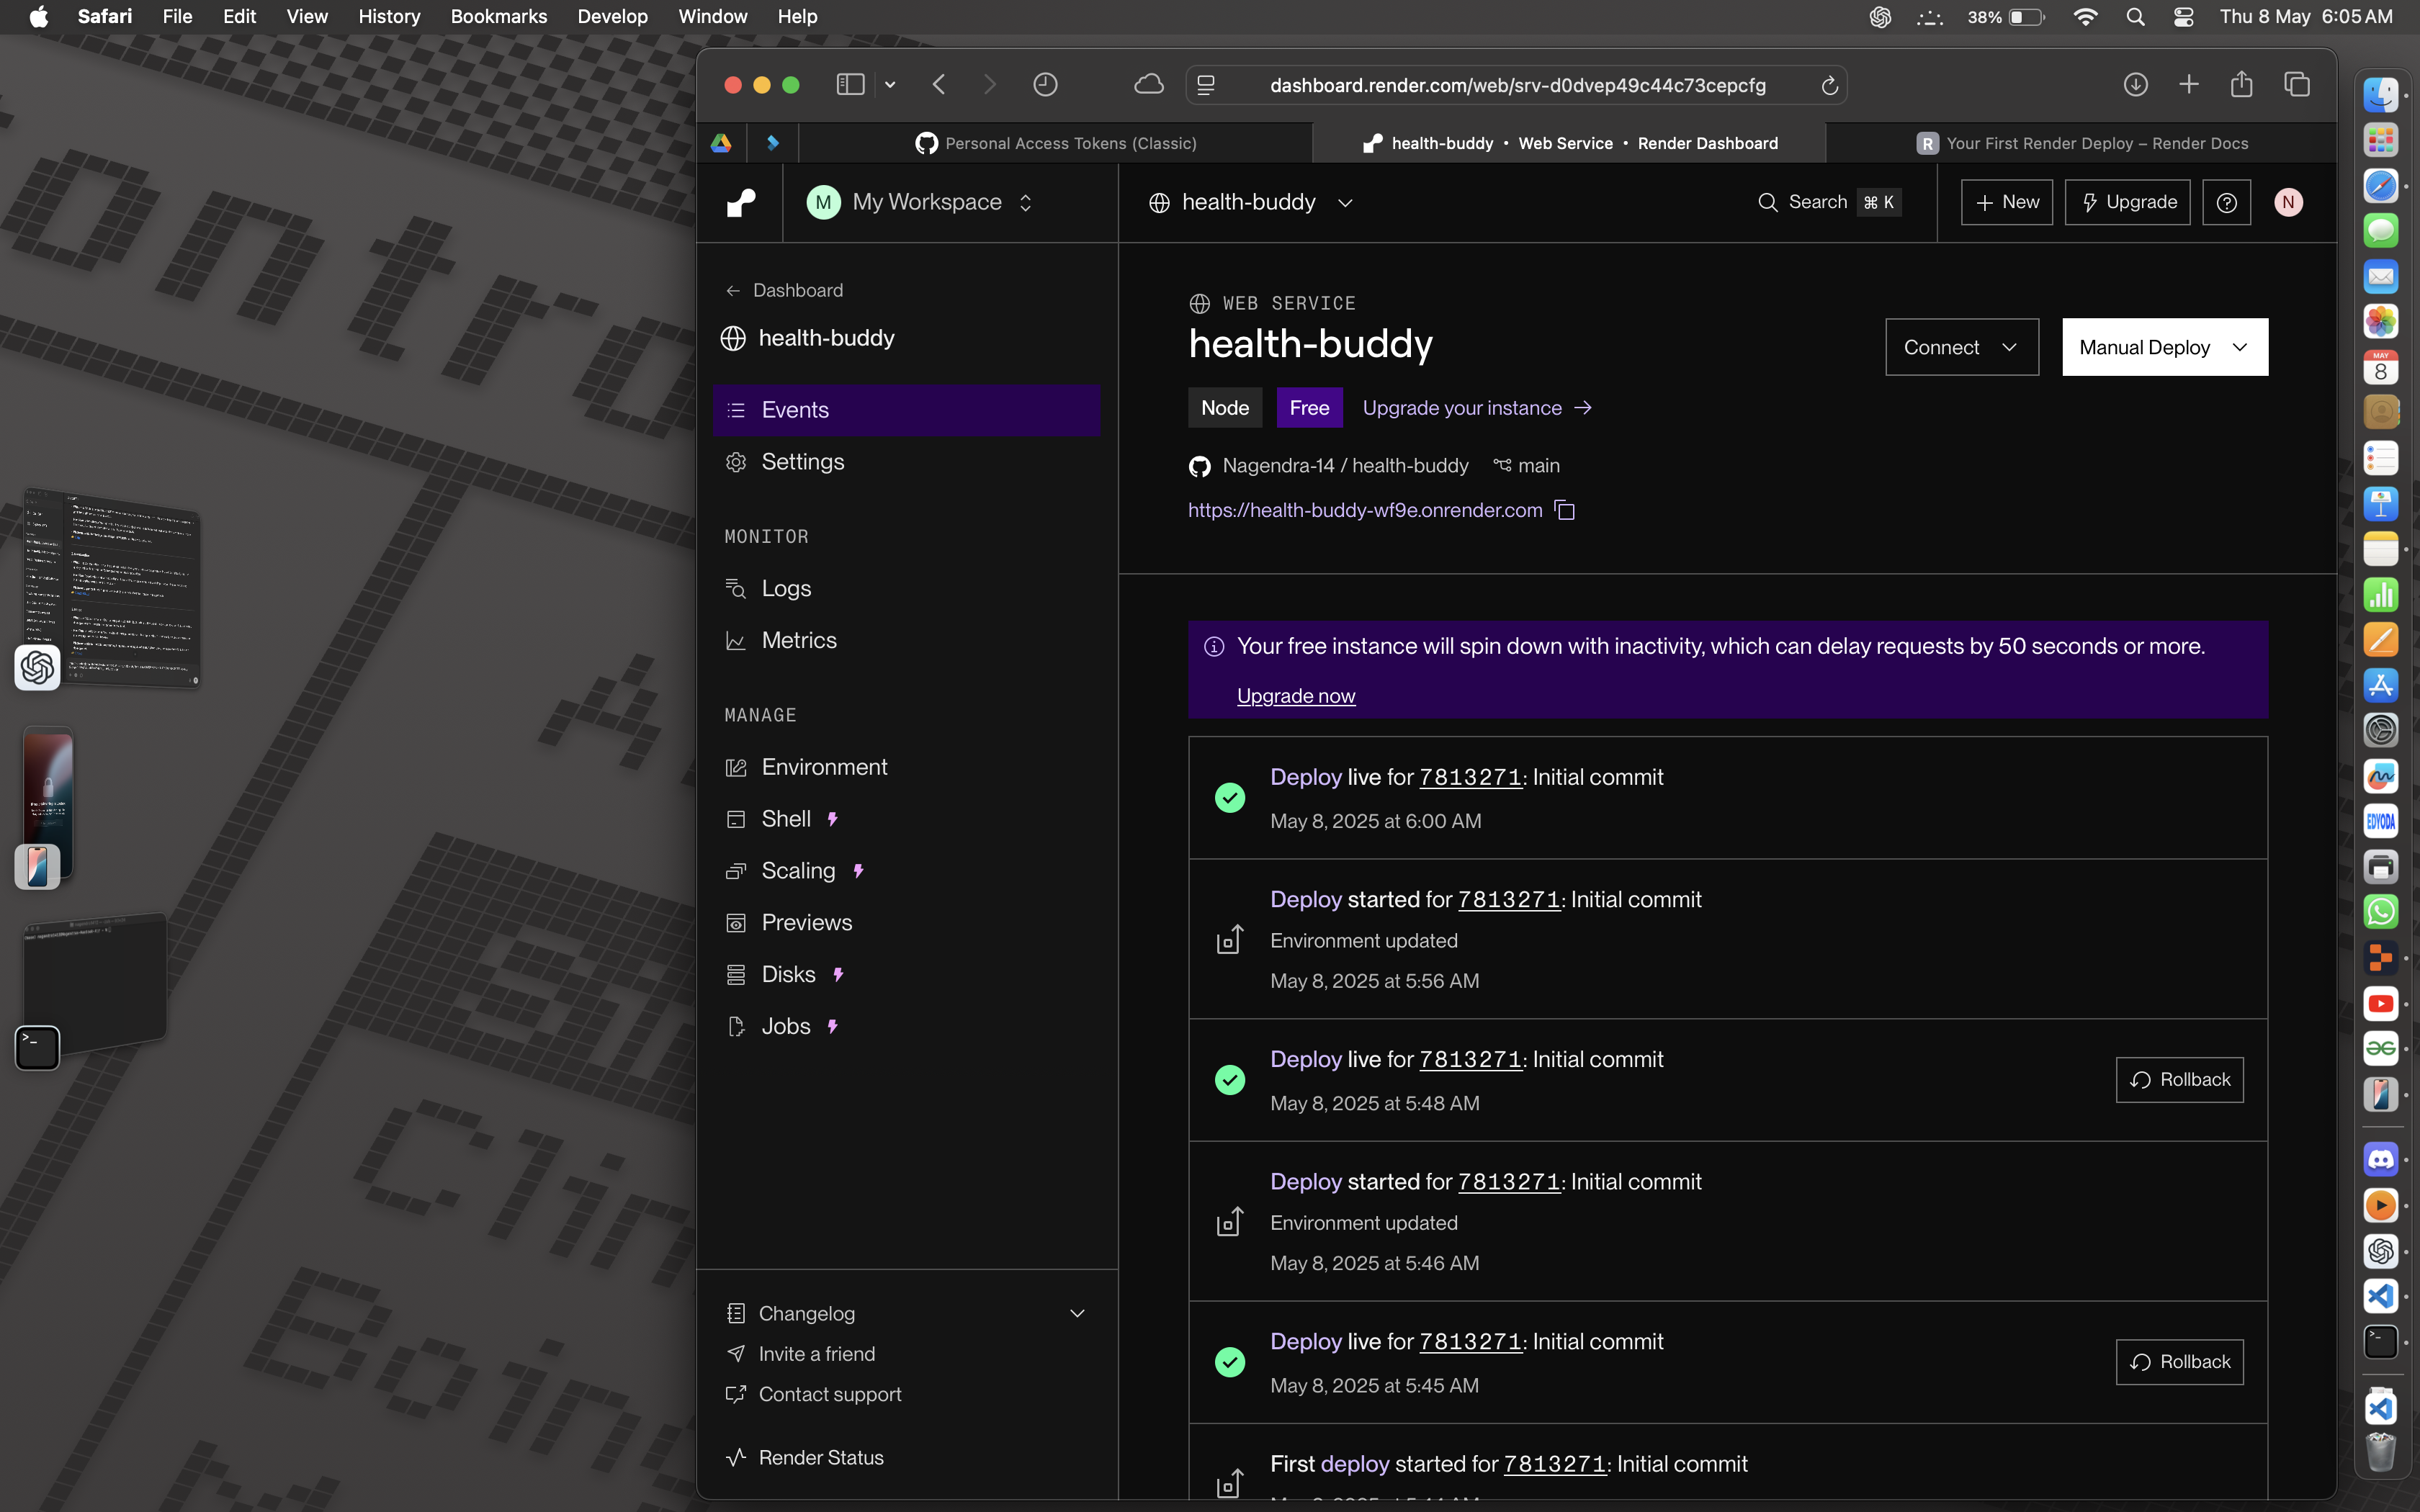 Safari File Edit View History Bookmarks Develop Window Help 38% Thu 8 May 6:05 AM
dashboard.render.com/web/srv-d0dvep49c44c73cepcfg
Personal Access Tokens (Classic)
health-buddy • Web Service • Render Dashboard
R Your First Render Deploy – Render Docs
M My Workspace
health-buddy
Search ⌘ K
+ New
Upgrade
N
← Dashboard
health-buddy
Events
Settings
MONITOR
Logs
Metrics
MANAGE
Environment
Shell
Scaling
Previews
Disks
Jobs
Changelog
Invite a friend
Contact support
Render Status
WEB SERVICE
health-buddy
Connect
Manual Deploy
Node Free Upgrade your instance →
Nagendra-14 / health-buddy main
https://health-buddy-wf9e.onrender.com
Your free instance will spin down with inactivity, which can delay requests by 50 seconds or more.
Upgrade now
Deploy live for 7813271: Initial commit
May 8, 2025 at 6:00 AM
Deploy started for 7813271: Initial commit
Environment updated
May 8, 2025 at 5:56 AM
Deploy live for 7813271: Initial commit
May 8, 2025 at 5:48 AM
Rollback
Deploy started for 7813271: Initial commit
Environment updated
May 8, 2025 at 5:46 AM
Deploy live for 7813271: Initial commit
May 8, 2025 at 5:45 AM
Rollback
First deploy started for 7813271: Initial commit
MAY
8
EDYODA